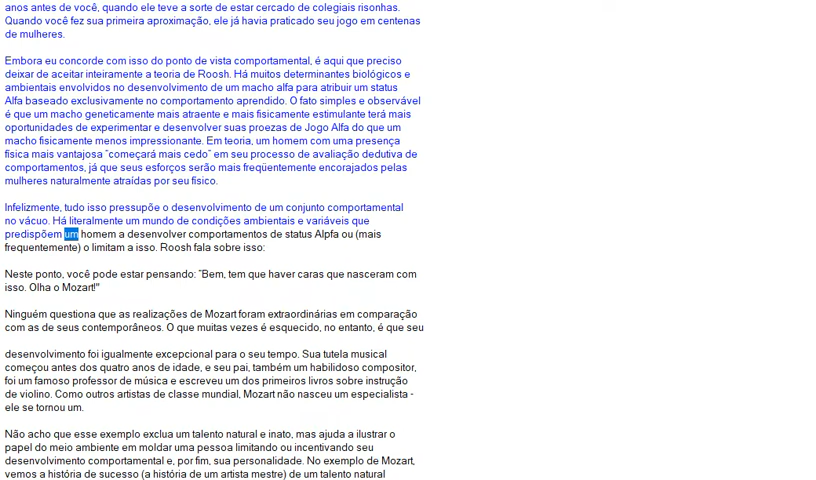 anos antes de você, quando ele teve a sorte de estar cercado de colegiais risonhas.
Quando você fez sua primeira aproximação, ele já havia praticado seu jogo em centenas
de mulheres.
Embora eu concorde com isso do ponto de vista comportamental, é aqui que preciso
deixar de aceitar inteiramente a teoria de Roosh. Há muitos determinantes biológicos e
ambientais envolvidos no desenvolvimento de um macho alfa para atribuir um status
Alfa baseado exclusivamente no comportamento aprendido. O fato simples e observável
é que um macho geneticamente mais atraente e mais fisicamente estimulante terá mais
oportunidades de experimentar e desenvolver suas proezas de Jogo Alfa do que um
macho fisicamente menos impressionante. Em teoria, um homem com uma presença
física mais vantajosa “começará mais cedo” em seu processo de avaliação dedutiva de
comportamentos, já que seus esforços serão mais freqüentemente encorajados pelas
mulheres naturalmente atraídas por seu físico.
Infelizmente, tudo isso pressupõe o desenvolvimento de um conjunto comportamental
no vácuo. Há literalmente um mundo de condições ambientais e variáveis que
predispõem um homem a desenvolver comportamentos de status Alpfa ou (mais
frequentemente) o limitam a isso. Roosh fala sobre isso:
Neste ponto, você pode estar pensando: “Bem, tem que haver caras que nasceram com
isso. Olha o Mozart!"
Ninguém questiona que as realizações de Mozart foram extraordinárias em comparação
com as de seus contemporâneos. O que muitas vezes é esquecido, no entanto, é que seu
desenvolvimento foi igualmente excepcional para o seu tempo. Sua tutela musical
começou antes dos quatro anos de idade, e seu pai, também um habilidoso compositor,
foi um famoso professor de música e escreveu um dos primeiros livros sobre instrução
de violino. Como outros artistas de classe mundial, Mozart não nasceu um especialista -
ele se tornou um.
Não acho que esse exemplo exclua um talento natural e inato, mas ajuda a ilustrar o
papel do meio ambiente em moldar uma pessoa limitando ou incentivando seu
desenvolvimento comportamental e, por fim, sua personalidade. No exemplo de Mozart,
vemos a história de sucesso (a história de um artista mestre) de um talento natural